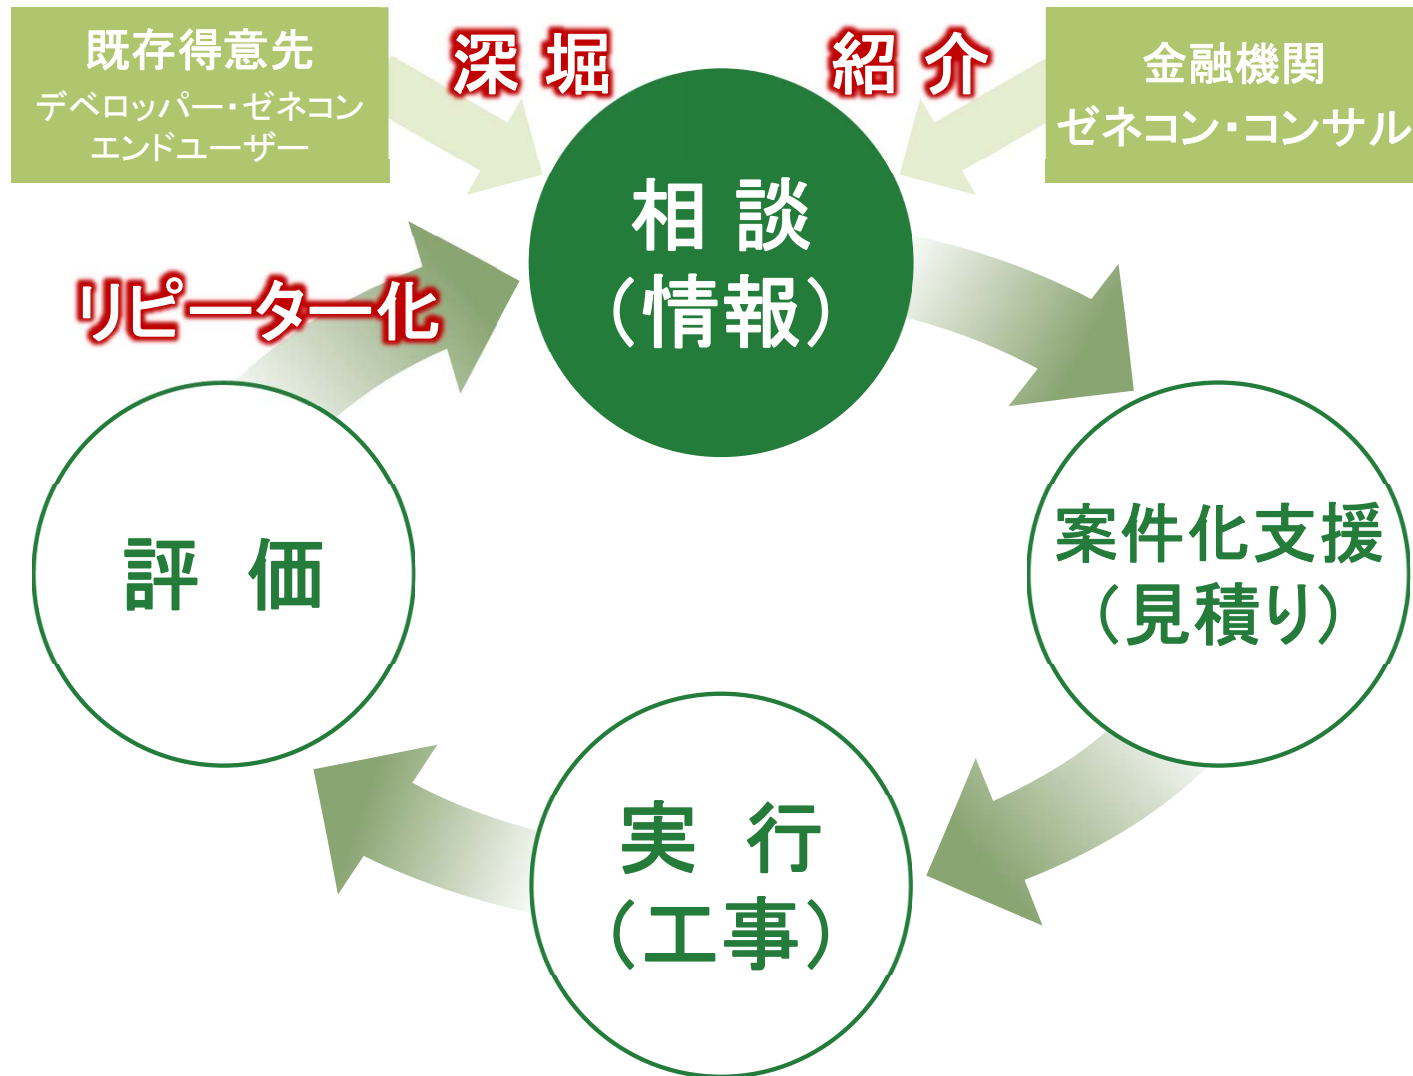 既存得意先
デベロッパー・ゼネコン
エンドユーザー
深 堀
紹 介
金融機関
ゼネコン・コンサル
相 談
（情報）
リピーター化
案件化支援
（見積り）
評 価
実 行
（工事）